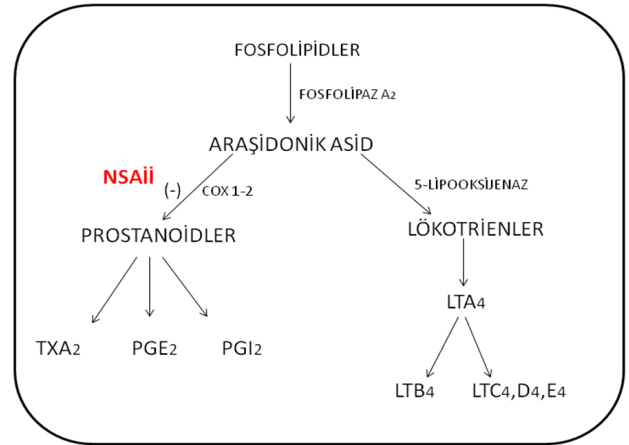 FOSFOLİPİDLER
FOSFOLİPAZ A2
ARAŞİDONİK ASİD
NSAİİ
(-) COX 1-2
5-LİPOOKSİJENAZ
PROSTANOİDLER
LÖKOTRİENLER
LTA4
TXA2 PGE2 PGI2
LTB4 LTC4,D4,E4